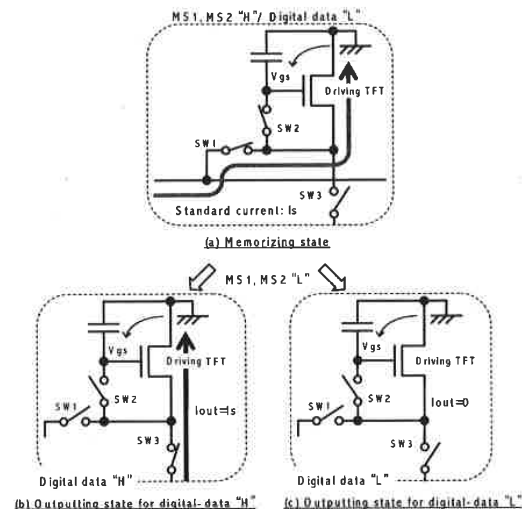 MS1, MS2 "H"/ Digital data "L"
Vgs
Driving TFT
SW2
SW1
SW3
Standard current: Is
(a) Memorizing state
MS1, MS2 "L"
Vgs
Driving TFT
SW2
SW1
Iout=Is
SW3
Digital data "H"
(b) Outputting state for digital-data "H"
Vgs
Driving TFT
SW2
SW1
Iout=0
SW3
Digital data "L"
(c) Outputting state for digital-data "L"